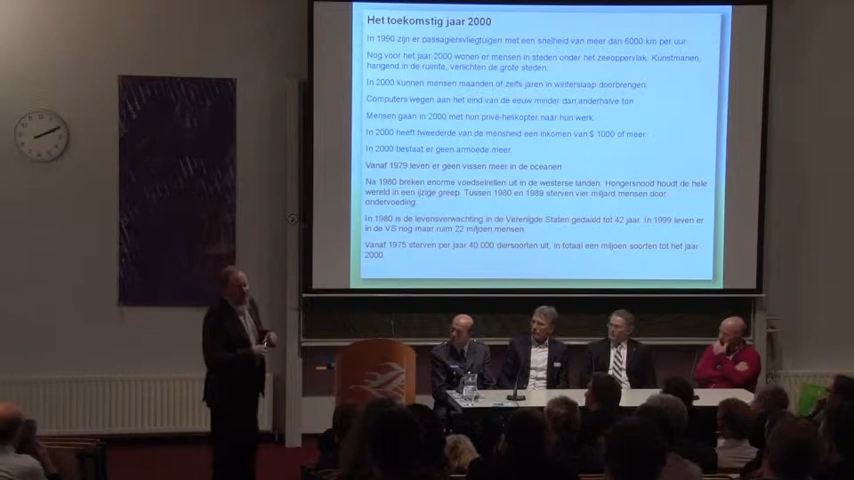 Het toekomstig jaar 2000
In 1990 zijn er passagiersvliegtuigen met een snelheid van meer dan 6000 km per uur.
Nog voor het jaar 2000 wonen er mensen in steden onder het zeeoppervlak. Kunstmanen,
hangend in de ruimte, verlichten de grote steden.
In 2000 kunnen mensen maanden of zelfs jaren in winterslaap doorbrengen.
Computers wegen aan het eind van de eeuw minder dan anderhalve ton
Mensen gaan in 2000 met hun privé-helikopter naar hun werk.
In 2000 heeft tweederde van de mensheid een inkomen van $ 1000 of meer
In 2000 bestaat er geen armoede meer.
Vanaf 1979 leven er geen vissen meer in de oceanen
Na 1980 breken enorme voedselrellen uit in de westerse landen. Hongersnood houdt de hele
wereld in een ijzige greep. Tussen 1980 en 1989 sterven vier miljard mensen door
ondervoeding.
In 1980 is de levensverwachting in de Verenigde Staten gedaald tot 42 jaar. In 1999 leven er
in de VS nog maar ruim 22 miljoen mensen.
Vanaf 1975 sterven per jaar 40.000 diersoorten uit, in totaal een miljoen soorten tot het jaar
2000.